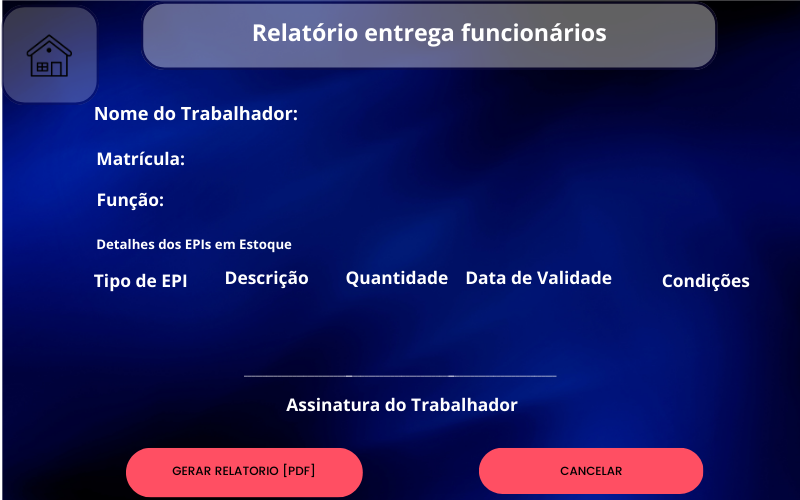 Relatório entrega funcionários
Nome do Trabalhador:
Matrícula:
Função:
Detalhes dos EPIs em Estoque
Tipo de EPI Descrição Quantidade Data de Validade Condições
Assinatura do Trabalhador
GERAR RELATORIO [PDF] CANCELAR